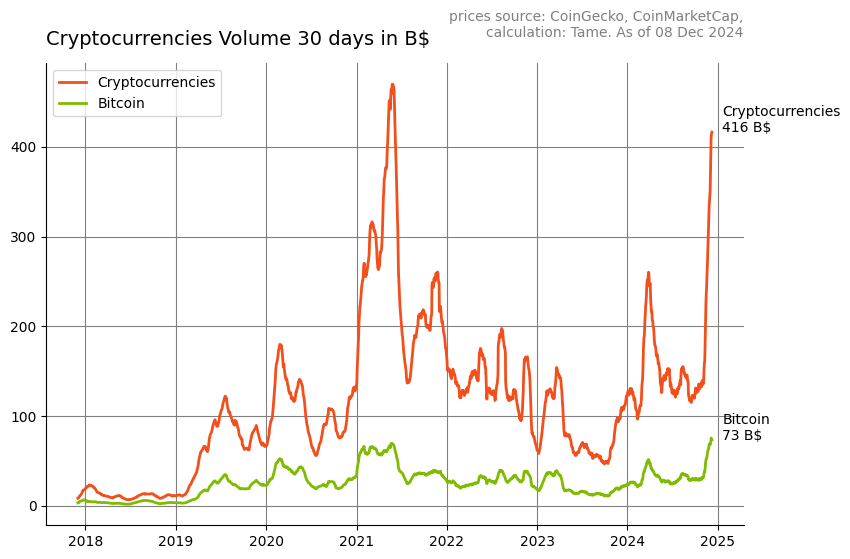 prices source: CoinGecko, CoinMarketCap,
calculation: Tame. As of 08 Dec 2024
Cryptocurrencies Volume 30 days in B$
Cryptocurrencies
Bitcoin
Cryptocurrencies
416 B$
Bitcoin
73 B$
400
300
200
100
0
2018 2019 2020 2021 2022 2023 2024 2025